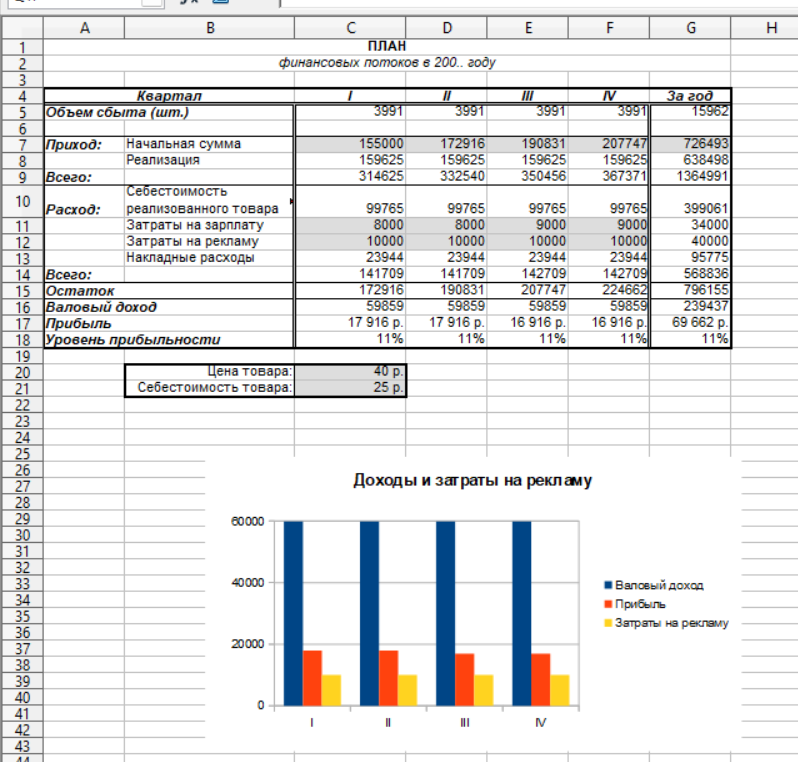 A B C D E F G H
1 ПЛАН
2 финансовых потоков в 200.. году
3
4 Квартал I II III IV За год
5 Объем сбыта (шт.) 3991 3991 3991 3991 15962
6
7 Приход: Начальная сумма 155000 172916 190831 207747 726493
8 Реализация 159625 159625 159625 159625 638498
9 Всего: 314625 332540 350456 367371 1364991
Себестоимость
10 Расход: реализованного товара 99765 99765 99765 99765 399061
11 Затраты на зарплату 8000 8000 9000 9000 34000
12 Затраты на рекламу 10000 10000 10000 10000 40000
13 Накладные расходы 23944 23944 23944 23944 95775
14 Всего: 141709 141709 142709 142709 568836
15 Остаток 172916 190831 207747 224662 796155
16 Валовый доход 59859 59859 59859 59859 239437
17 Прибыль 17 916 р. 17 916 р. 16 916 р. 16 916 р. 69 662 р.
18 Уровень прибыльности 11% 11% 11% 11% 11%
19
20 Цена товара: 40 р.
21 Себестоимость товара: 25 р.
22
23
24
25
26
27 Доходы и затраты на рекламу
28
29 60000
30
31
32
33 40000 Валовый доход
34 Прибыль
35 Затраты на рекламу
36
37 20000
38
39
40
41 0
42 I II III IV
43